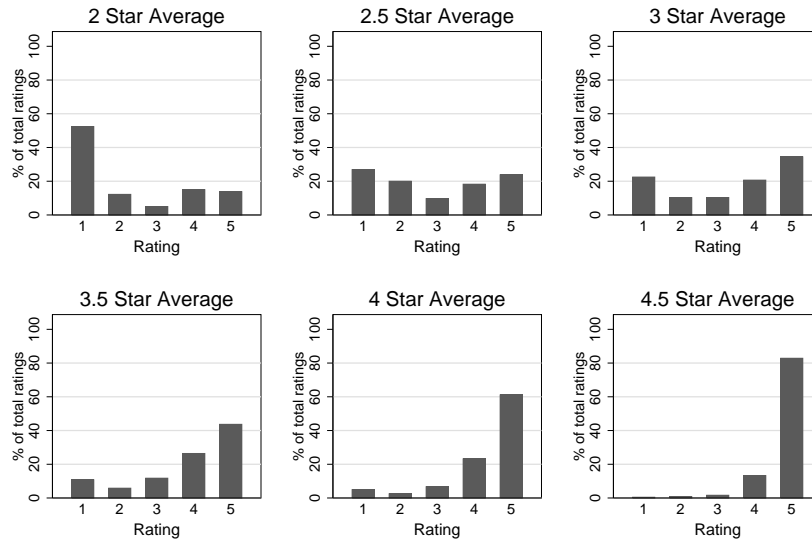 2 Star Average
% of total ratings
100
80
60
40
20
0
1 2 3 4 5
Rating
2.5 Star Average
% of total ratings
100
80
60
40
20
0
1 2 3 4 5
Rating
3 Star Average
% of total ratings
100
80
60
40
20
0
1 2 3 4 5
Rating
3.5 Star Average
% of total ratings
100
80
60
40
20
0
1 2 3 4 5
Rating
4 Star Average
% of total ratings
100
80
60
40
20
0
1 2 3 4 5
Rating
4.5 Star Average
% of total ratings
100
80
60
40
20
0
1 2 3 4 5
Rating